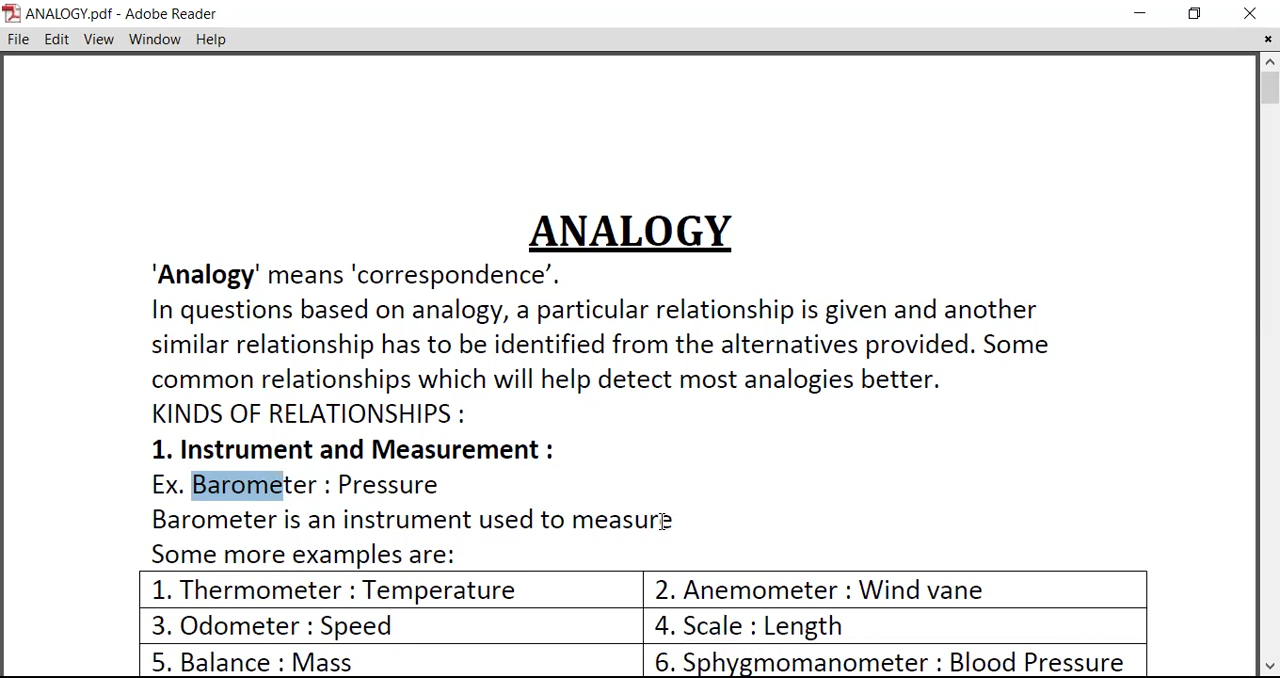 ANALOGY.pdf - Adobe Reader
File Edit View Window Help
ANALOGY
'Analogy' means 'correspondence’.
In questions based on analogy, a particular relationship is given and another
similar relationship has to be identified from the alternatives provided. Some
common relationships which will help detect most analogies better.
KINDS OF RELATIONSHIPS :
1. Instrument and Measurement :
Ex. Barometer : Pressure
Barometer is an instrument used to measure
Some more examples are:
1. Thermometer : Temperature 2. Anemometer : Wind vane
3. Odometer : Speed 4. Scale : Length
5. Balance : Mass 6. Sphygmomanometer : Blood Pressure